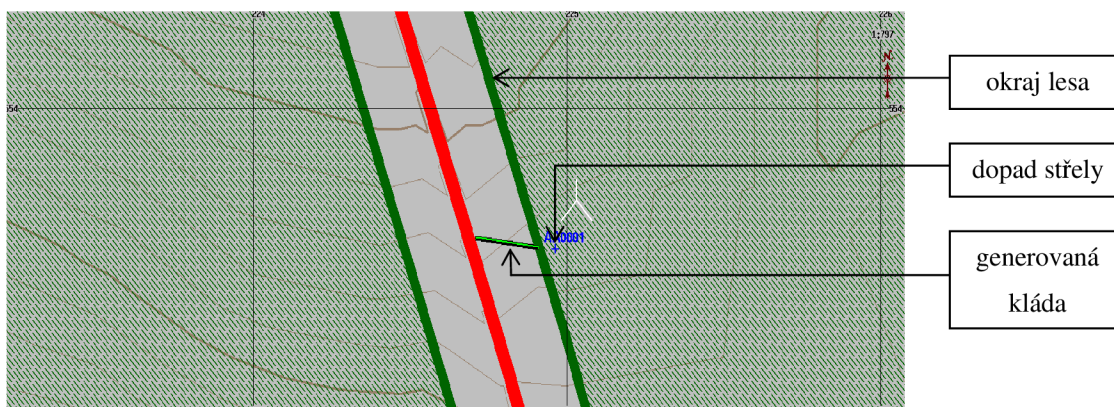 224
225
226
1:797
N
554
554
okraj lesa
dopad střely
generovaná
kláda